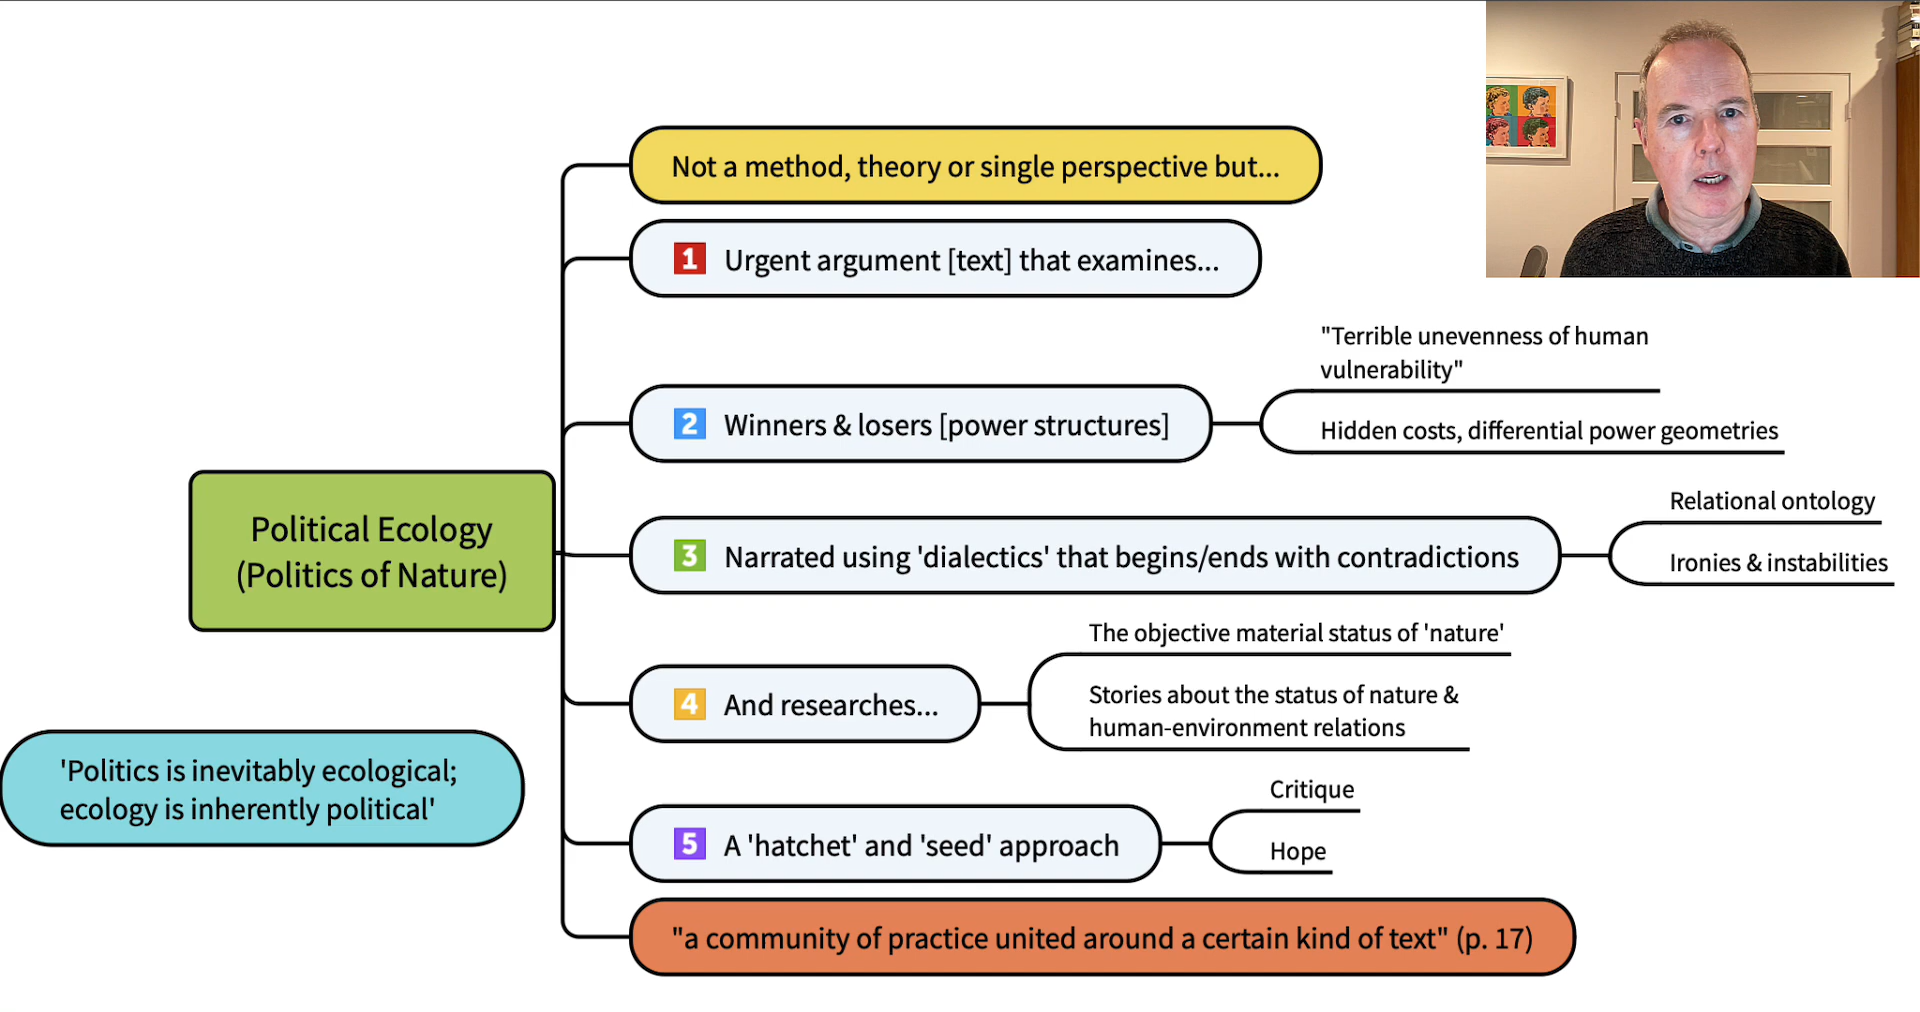 Not a method, theory or single perspective but...
1 Urgent argument [text] that examines...
2 Winners & losers [power structures]
"Terrible unevenness of human
vulnerability"
Hidden costs, differential power geometries
Political Ecology
(Politics of Nature)
3 Narrated using 'dialectics' that begins/ends with contradictions
Relational ontology
Ironies & instabilities
4 And researches...
The objective material status of 'nature'
Stories about the status of nature &
human-environment relations
'Politics is inevitably ecological;
ecology is inherently political'
5 A 'hatchet' and 'seed' approach
Critique
Hope
"a community of practice united around a certain kind of text" (p. 17)